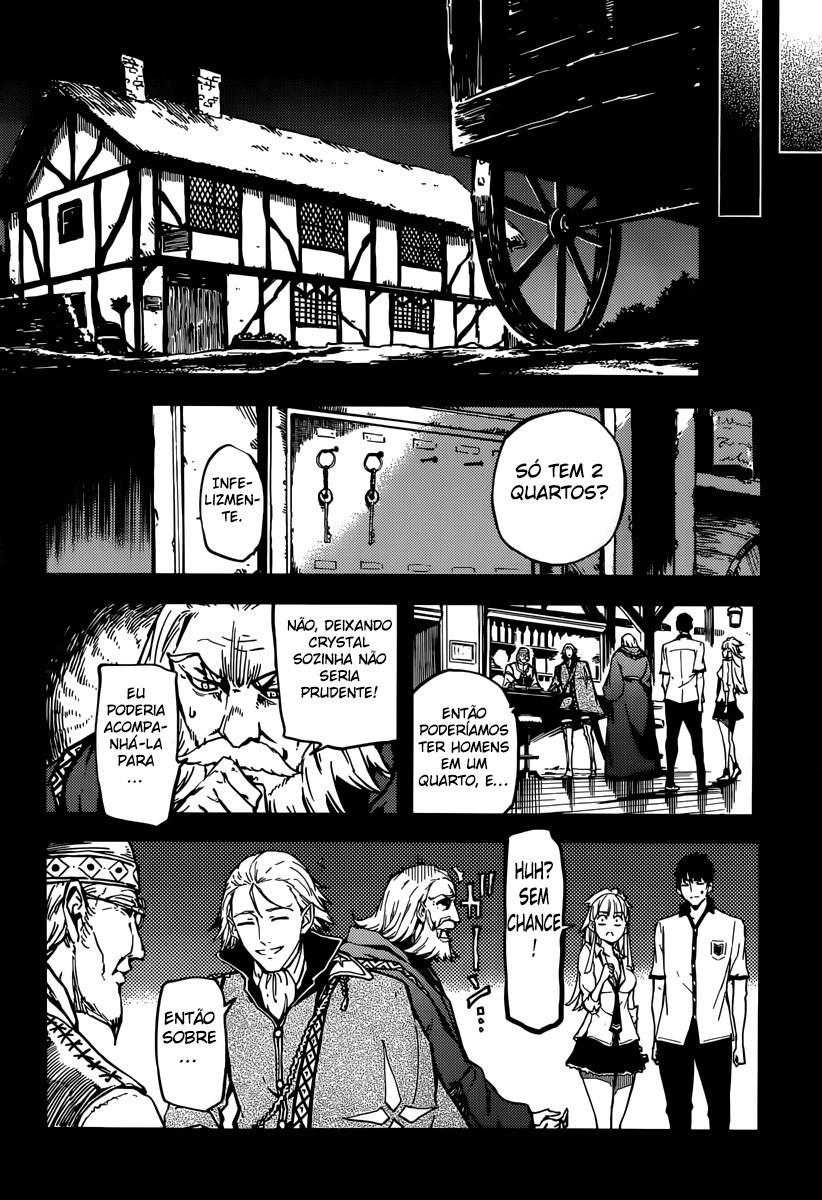 SÓ TEM 2
QUARTOS?
INFE-
LIZMEN-
TE.
ENTÃO
PODERÍAMOS
TER HOMENS
EM UM
QUARTO, E...
NÃO, DEIXANDO
CRYSTAL
SOZINHA NÃO
SERIA
PRUDENTE!
EU
PODERIA
ACOMPA-
NHÁ-LA
PARA
...
HUH?
SEM
CHANCE
!
ENTÃO
SOBRE
...